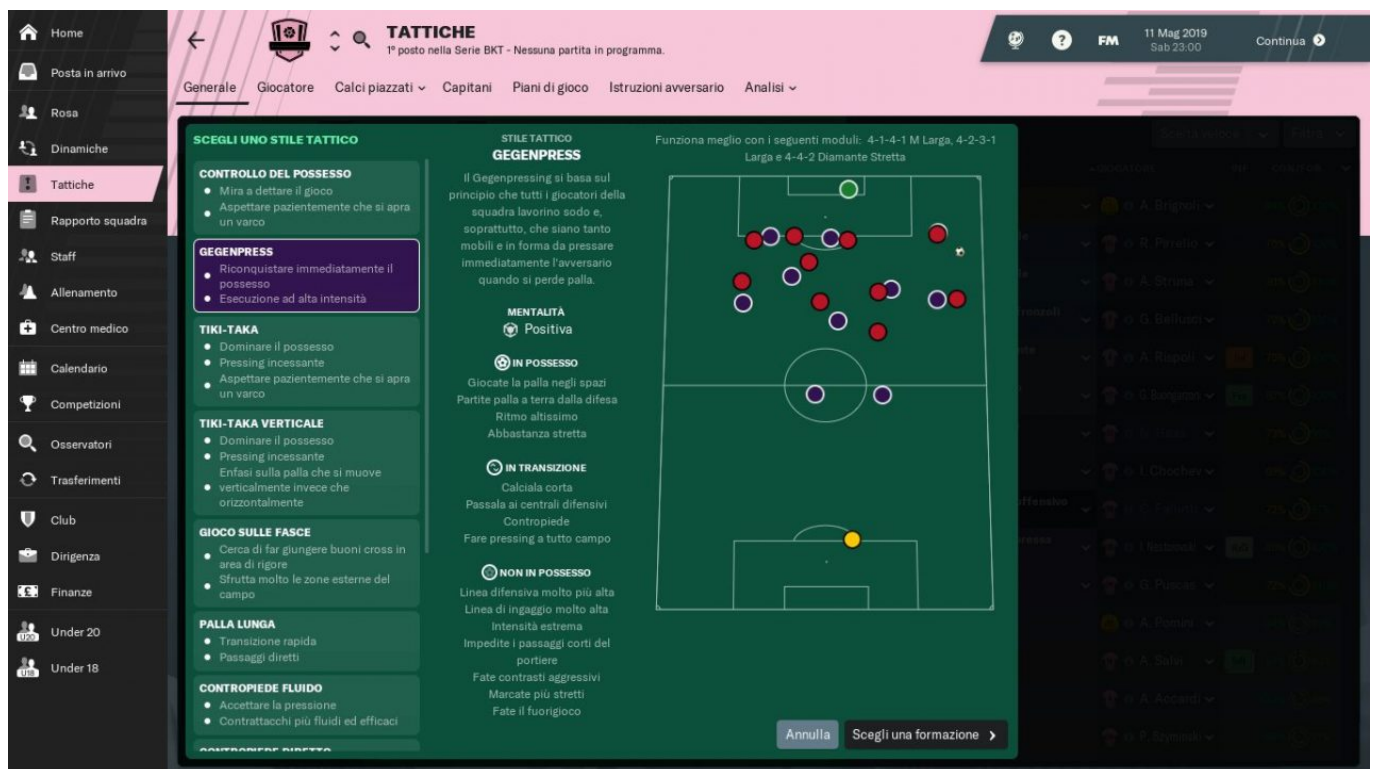 Home
Posta in arrivo
Rosa
Dinamiche
Tattiche
Rapporto squadra
Staff
Allenamento
Centro medico
Calendario
Competizioni
Osservatori
Trasferimenti
Club
Dirigenza
Finanze
U20
Under 20
U18
Under 18
TATTICHE
1° posto nella Serie BKT - Nessuna partita in programma.
?
FM
11 Mag 2019
Sab 23:00
Continua
Generale
Giocatore
Calci piazzati
Capitani
Piani di gioco
Istruzioni avversario
Analisi
SCEGLI UNO STILE TATTICO
CONTROLLO DEL POSSESSO
Mira a dettare il gioco
Aspettare pazientemente che si apra
un varco
GEGENPRESS
Riconquistare immediatamente il
possesso
Esecuzione ad alta intensità
TIKI-TAKA
Dominare il possesso
Pressing incessante
Aspettare pazientemente che si apra
un varco
TIKI-TAKA VERTICALE
Dominare il possesso
Pressing incessante
Enfasi sulla palla che si muove
verticalmente invece che
orizzontalmente
GIOCO SULLE FASCE
Cerca di far giungere buoni cross in
area di rigore
Sfrutta molto le zone esterne del
campo
PALLA LUNGA
Transizione rapida
Passaggi diretti
CONTROPIEDE FLUIDO
Accettare la pressione
Contrattacchi più fluidi ed efficaci
CONTROPIEDE DIRETTO
STILE TATTICO
GEGENPRESS
Il Gegenpressing si basa sul
principio che tutti i giocatori della
squadra lavorino sodo e,
soprattutto, che siano tanto
mobili e in forma da pressare
immediatamente l'avversario
quando si perde palla.
MENTALITÀ
Positiva
IN POSSESSO
Giocate la palla negli spazi
Partite palla a terra dalla difesa
Ritmo altissimo
Abbastanza stretta
IN TRANSIZIONE
Calciala corta
Passala ai centrali difensivi
Contropiede
Fare pressing a tutto campo
NON IN POSSESSO
Linea difensiva molto più alta
Linea di ingaggio molto alta
Intensità estrema
Impedite i passaggi corti del
portiere
Fate contrasti aggressivi
Marcate più stretti
Fate il fuorigioco
Funziona meglio con i seguenti moduli: 4-1-4-1 M Larga, 4-2-3-1
Larga e 4-4-2 Diamante Stretta
Annulla
Scegli una formazione
A. Brignoli
R. Pirrello
G. Bellusci
A. Rispoli
I. Chochev
G. Puscas
A. Accardi